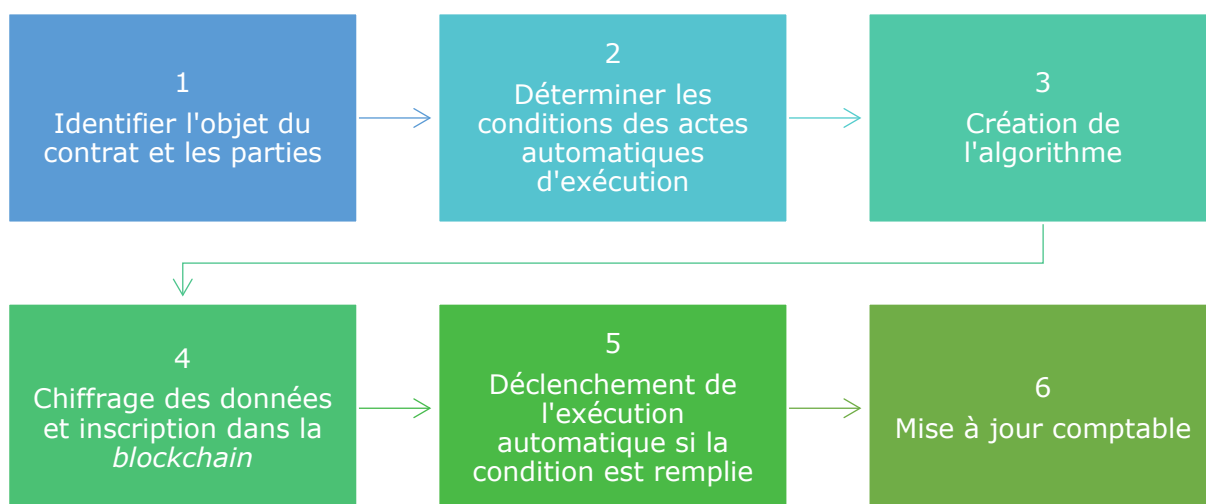 1
Identifier l'objet du
contrat et les parties
2
Déterminer les
conditions des actes
automatiques
d'exécution
3
Création de
l'algorithme
4
Chiffrage des données
et inscription dans la
blockchain
5
Déclenchement de
l'exécution
automatique si la
condition est remplie
6
Mise à jour comptable